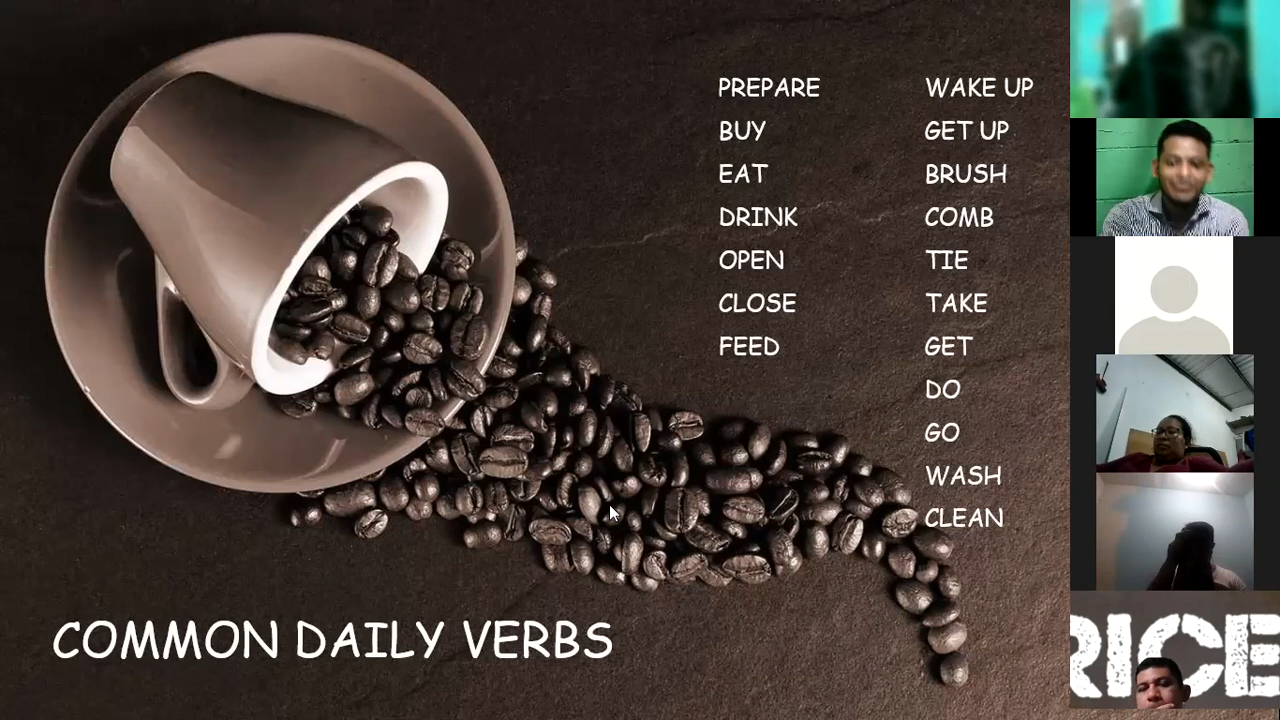 PREPARE
BUY
EAT
DRINK
OPEN
CLOSE
FEED
WAKE UP
GET UP
BRUSH
COMB
TIE
TAKE
GET
DO
GO
WASH
CLEAN
COMMON DAILY VERBS
RICE